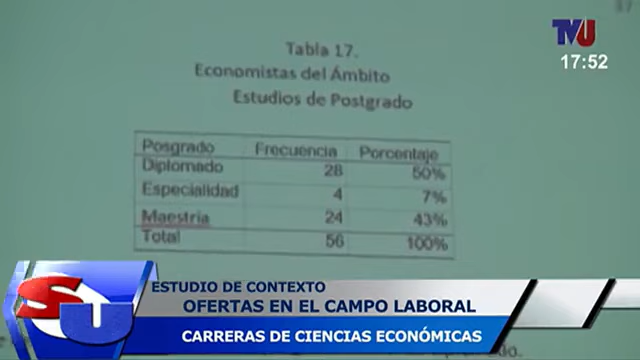 TVU
17:52
Tabla 17.
Economistas del Ámbito
Estudios de Postgrado
Posgrado Frecuencia Porcentaje
Diplomado 28 50%
Especialidad 4 7%
Maestria 24 43%
Total 56 100%
SU
ESTUDIO DE CONTEXTO
OFERTAS EN EL CAMPO LABORAL
CARRERAS DE CIENCIAS ECONÓMICAS